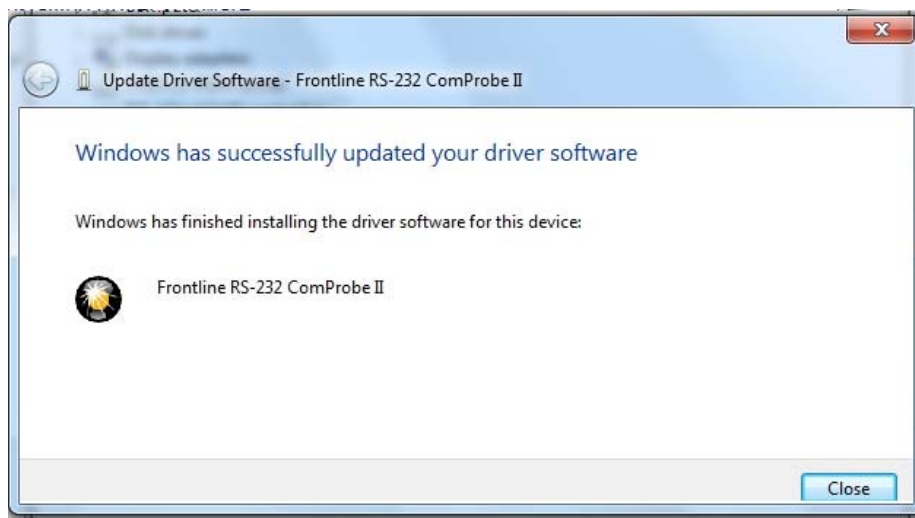 Update Driver Software - Frontline RS-232 ComProbe II
Windows has successfully updated your driver software
Windows has finished installing the driver software for this device:
Frontline RS-232 ComProbe II
Close